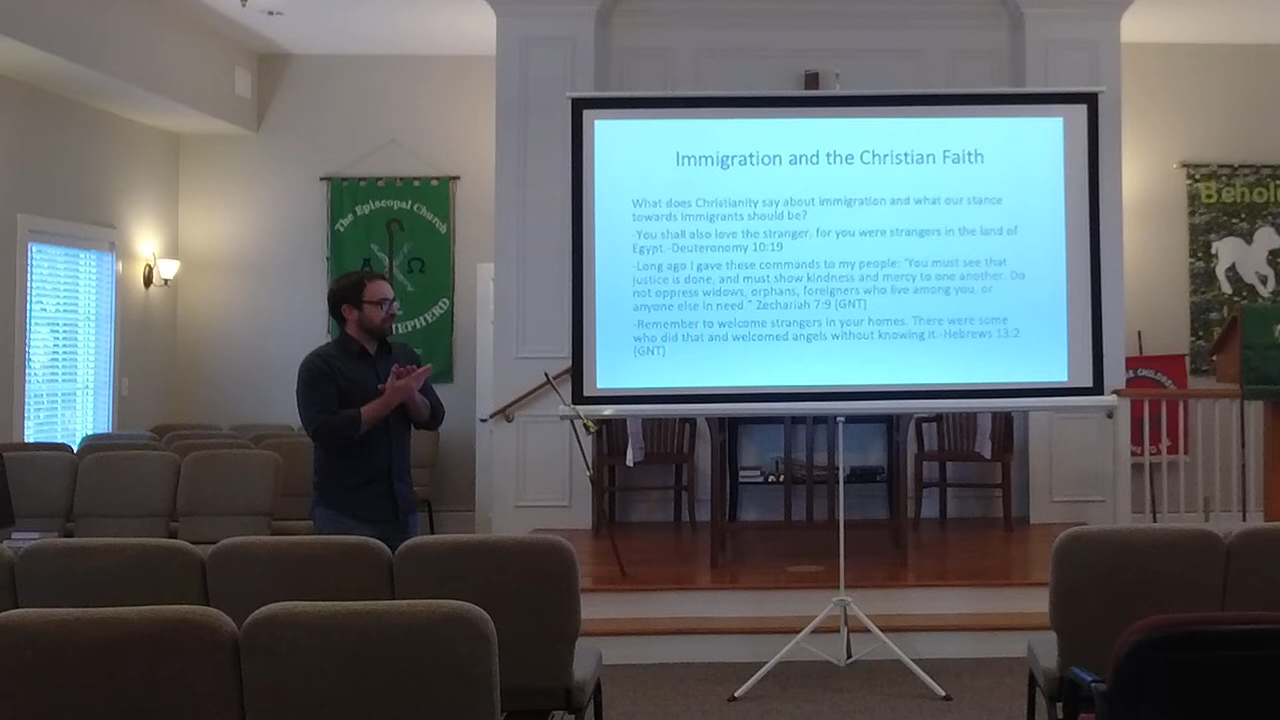 Immigration and the Christian Faith
What does Christianity say about immigration and what our stance
towards immigrants should be?
-You shall also love the stranger, for you were strangers in the land of
Egypt.-Deuteronomy 10:19
-Long ago I gave these commands to my people: "You must see that
justice is done, and must show kindness and mercy to one another. Do
not oppress widows, orphans, foreigners who live among you, or
anyone else in need." Zechariah 7:9 (GNT)
-Remember to welcome strangers in your homes. There were some
who did that and welcomed angels without knowing it.-Hebrews 13:2
(GNT)
The Episcopal Church
Α Ω
HEPHERD
Behol